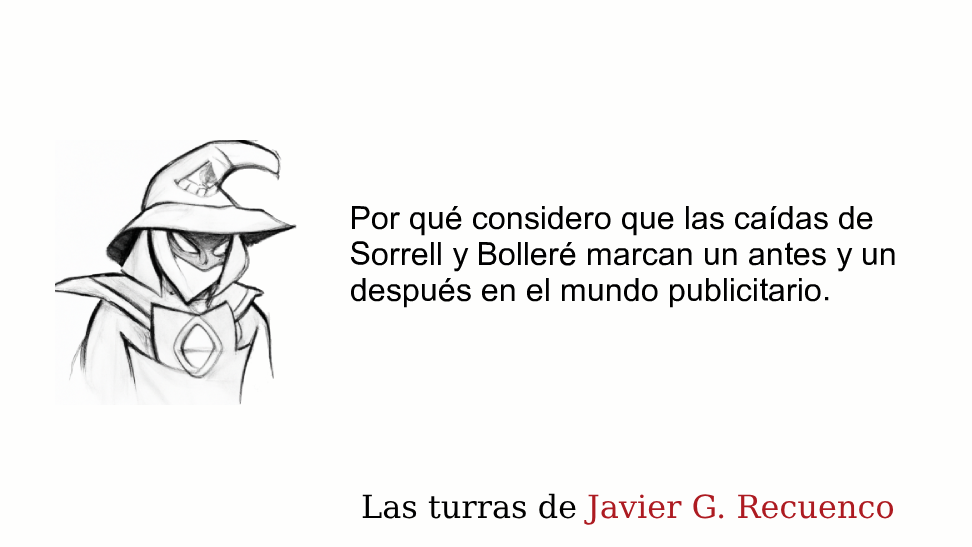 Por qué considero que las caídas de
Sorrell y Bolleré marcan un antes y un
después en el mundo publicitario.
Las turras de Javier G. Recuenco